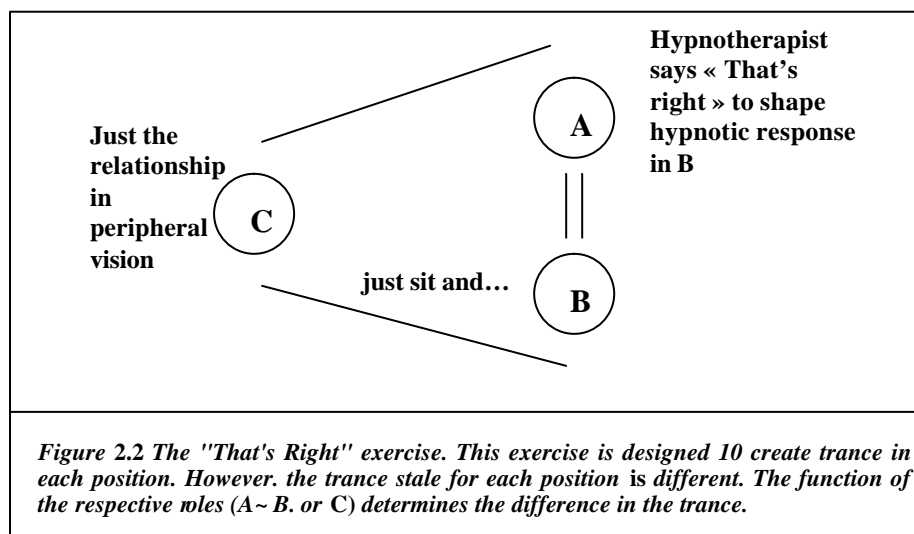 Hypnotherapist
says « That's
right » to shape
hypnotic response
in B
A
Just the
relationship
in
peripheral
vision
C
just sit and…
B
Figure 2.2 The "That's Right" exercise. This exercise is designed 10 create trance in
each position. However. the trance stale for each position is different. The function of
the respective roles (A~ B. or C) determines the difference in the trance.